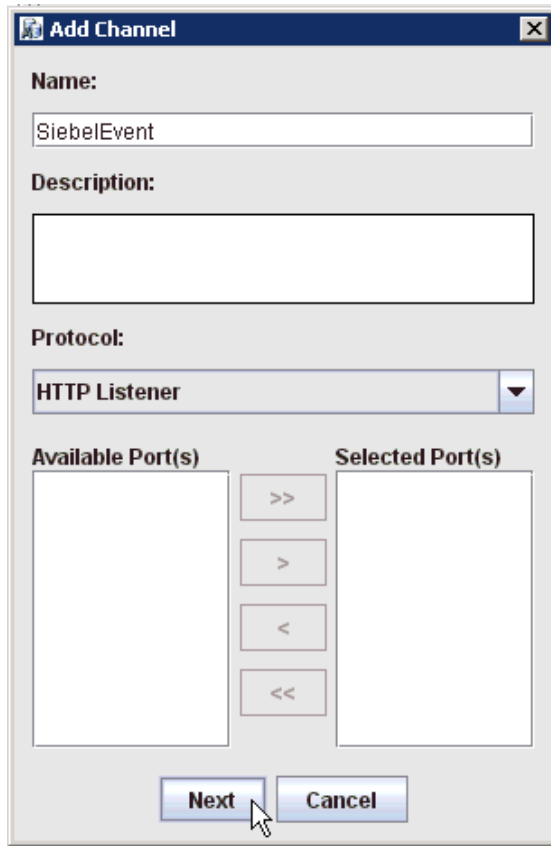 Add Channel
Name:
SiebelEvent
Description:
Protocol:
HTTP Listener
Available Port(s) Selected Port(s)
>>
>
<
<<
Next Cancel